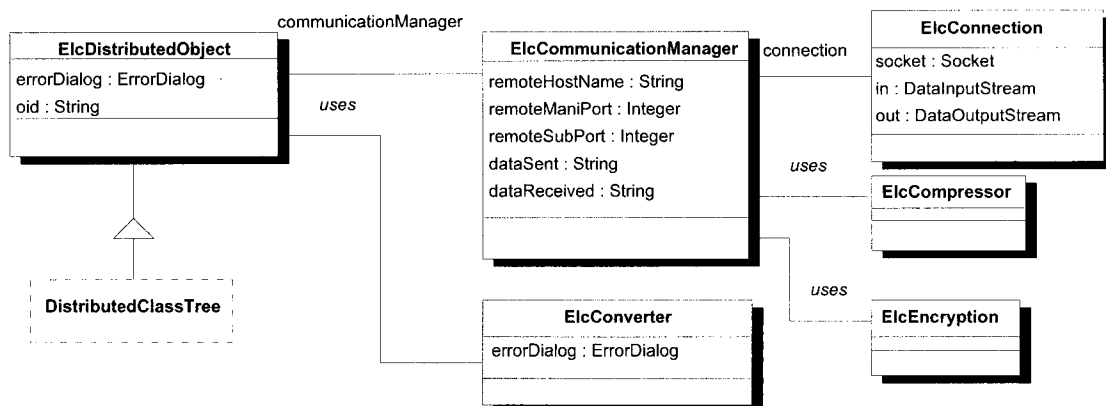 communicationManager
ElcDistributedObject
errorDialog : ErrorDialog
oid : String
uses
DistributedClassTree
ElcCommunicationManager
remoteHostName : String
remoteManiPort : Integer
remoteSubPort : Integer
dataSent : String
dataReceived : String
connection
ElcConnection
socket : Socket
in : DataInputStream
out : DataOutputStream
uses
ElcCompressor
uses
ElcEncryption
ElcConverter
errorDialog : ErrorDialog